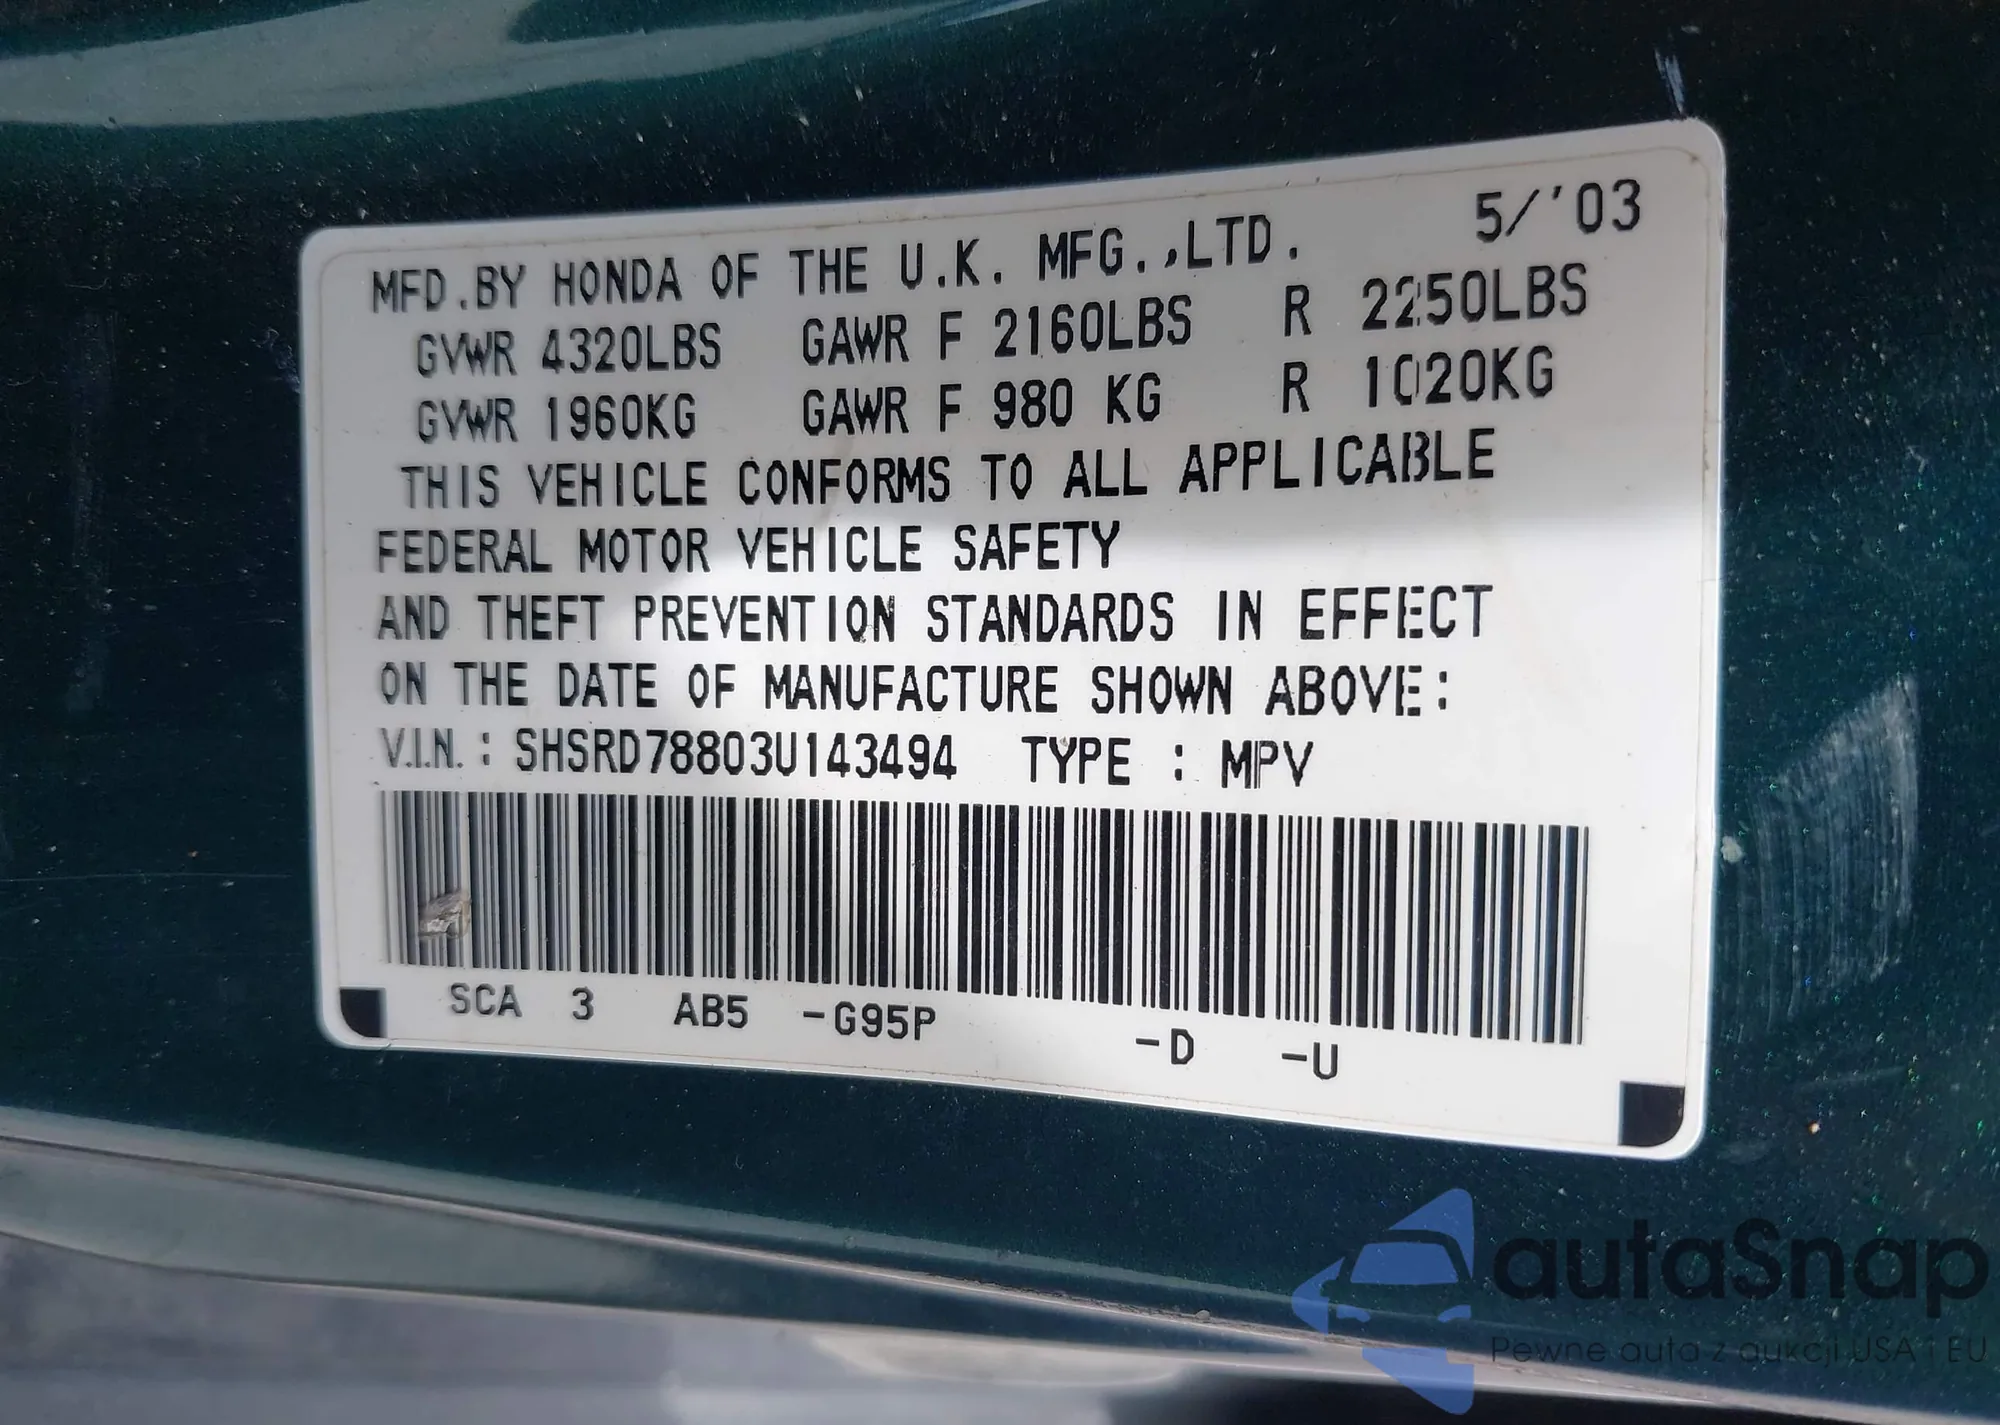 5/'03
MFD.BY HONDA OF THE U.K. MFG.,LTD.
GVWR 4320LBS GAWR F 2160LBS R 2250LBS
GVWR 1960KG GAWR F 980 KG R 1020KG
THIS VEHICLE CONFORMS TO ALL APPLICABLE
FEDERAL MOTOR VEHICLE SAFETY
AND THEFT PREVENTION STANDARDS IN EFFECT
ON THE DATE OF MANUFACTURE SHOWN ABOVE:
V.I.N.: SHSRD78803U143494 TYPE : MPV
SCA 3 AB5 -G95P -D -U
autaSnap
Pewne auta z aukcji USA i EU